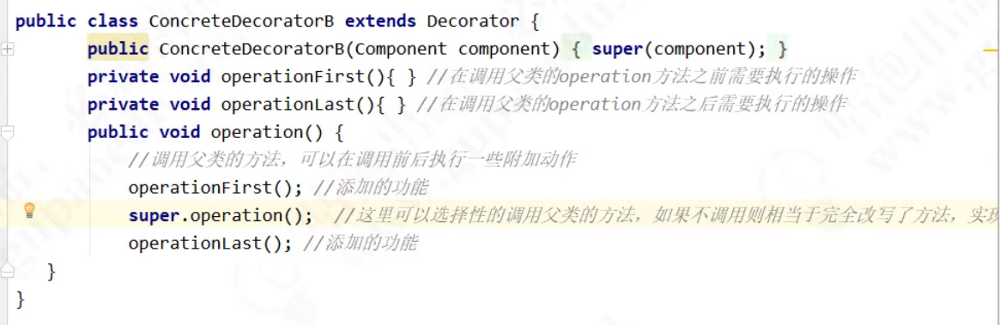 public class ConcreteDecoratorB extends Decorator {
public ConcreteDecoratorB(Component component) { super(component); }
private void operationFirst(){ } //在调用父类的operation方法之前需要执行的操作
private void operationLast(){ } //在调用父类的operation方法之后需要执行的操作
public void operation() {
//调用父类的方法，可以在调用前后执行一些附加动作
operationFirst(); //添加的功能
super.operation();  //这里可以选择性的调用父类的方法，如果不调用则相当于完全改写了方法，实现
operationLast(); //添加的功能
}
}